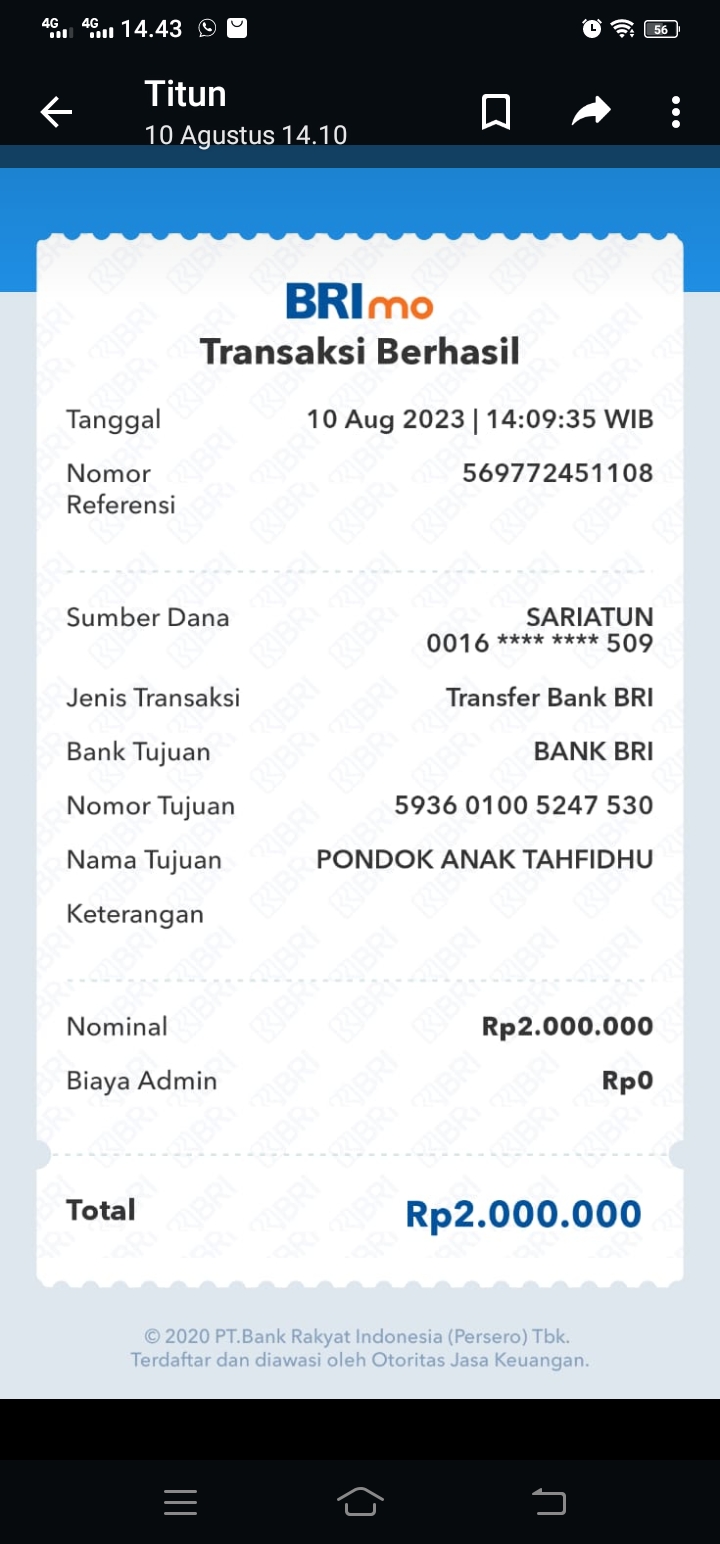 4G 4G 14.43 56
Titun
10 Agustus 14.10
BRImo
Transaksi Berhasil
Tanggal 10 Aug 2023 | 14:09:35 WIB
Nomor 569772451108
Referensi
Sumber Dana SARIATUN
0016 **** **** 509
Jenis Transaksi Transfer Bank BRI
Bank Tujuan BANK BRI
Nomor Tujuan 5936 0100 5247 530
Nama Tujuan PONDOK ANAK TAHFIDHU
Keterangan
Nominal Rp2.000.000
Biaya Admin Rp0
Total Rp2.000.000
© 2020 PT.Bank Rakyat Indonesia (Persero) Tbk.
Terdaftar dan diawasi oleh Otoritas Jasa Keuangan.